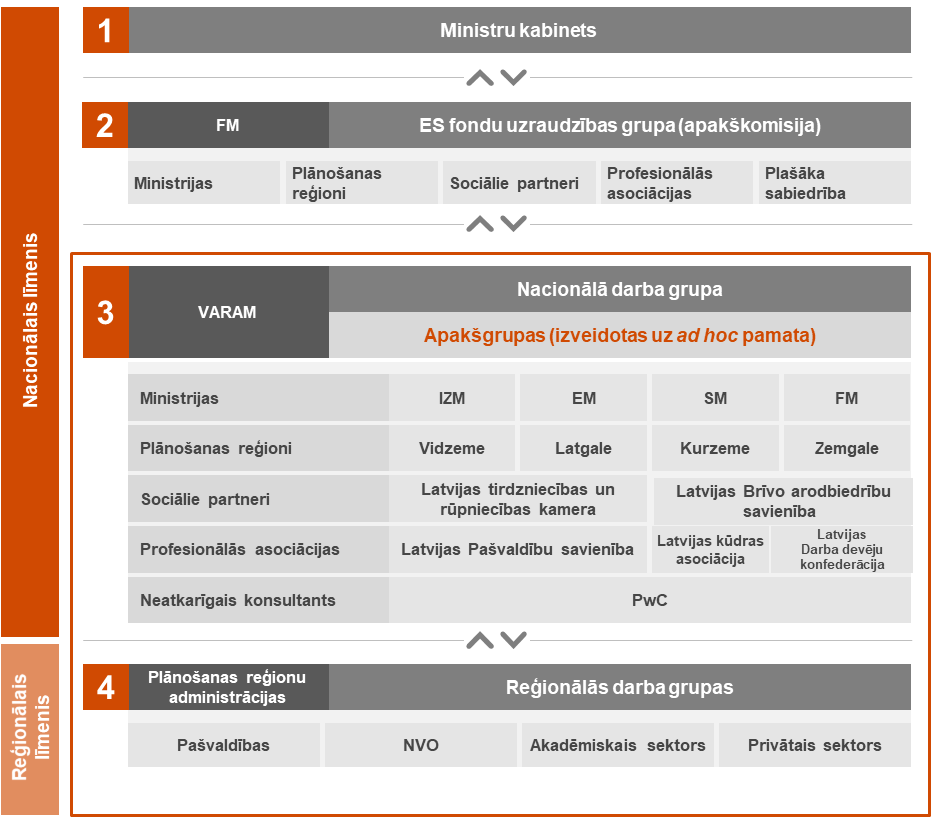 Nacionālais līmenis
1
Ministru kabinets
2
FM
ES fondu uzraudzības grupa (apakškomisija)
Ministrijas
Plānošanas
reģioni
Sociālie partneri
Profesionālās
asociācijas
Plašāka
sabiedrība
3
VARAM
Nacionālā darba grupa
Apakšgrupas (izveidotas uz ad hoc pamata)
Ministrijas
IZM
EM
SM
FM
Plānošanas reģioni
Vidzeme
Latgale
Kurzeme
Zemgale
Sociālie partneri
Latvijas tirdzniecības un
rūpniecības kamera
Latvijas Brīvo arodbiedrību
savienība
Profesionālās asociācijas
Latvijas Pašvaldību savienība
Latvijas kūdras
asociācija
Latvijas
Darba devēju
konfederācija
Neatkarīgais konsultants
PwC
Reģionālais
līmenis
4
Plānošanas reģionu
administrācijas
Reģionālās darba grupas
Pašvaldības
NVO
Akadēmiskais sektors
Privātais sektors